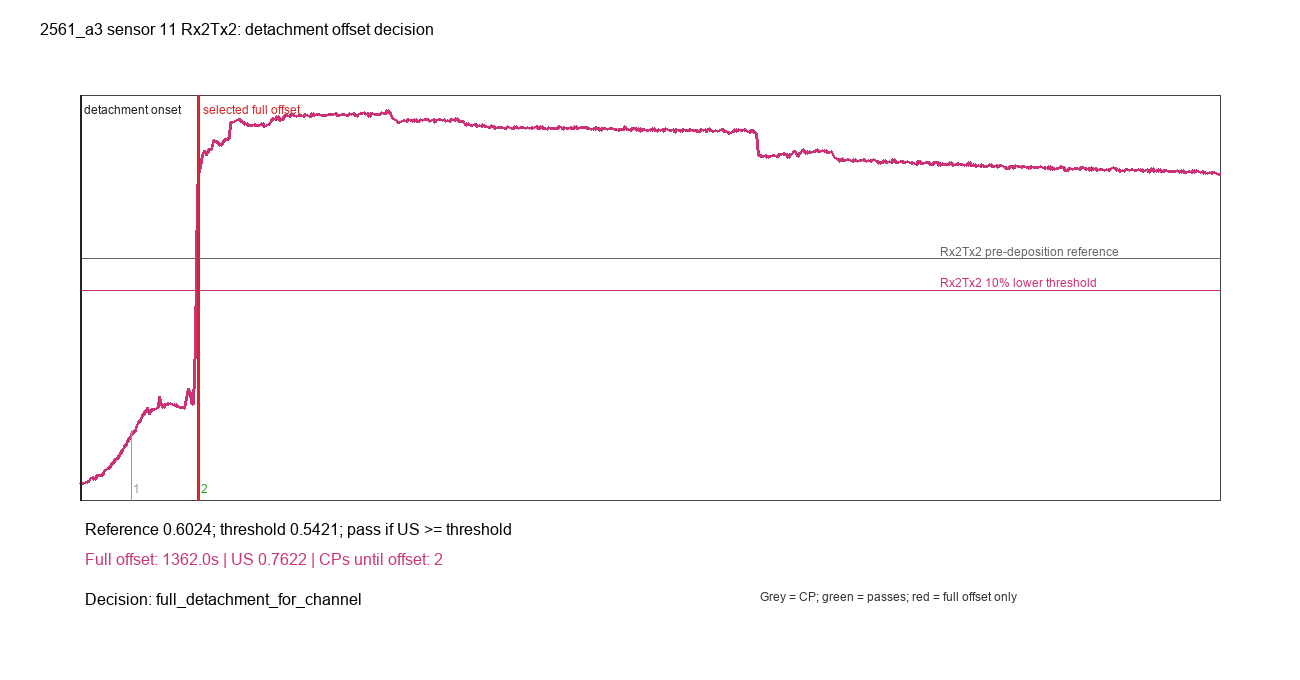 2561_a3 sensor 11 Rx2Tx2: detachment offset decision
detachment onset
selected full offset
Rx2Tx2 pre-deposition reference
Rx2Tx2 10% lower threshold
1
2
Reference 0.6024; threshold 0.5421; pass if US >= threshold
Full offset: 1362.0s | US 0.7622 | CPs until offset: 2
Decision: full_detachment_for_channel
Grey = CP; green = passes; red = full offset only